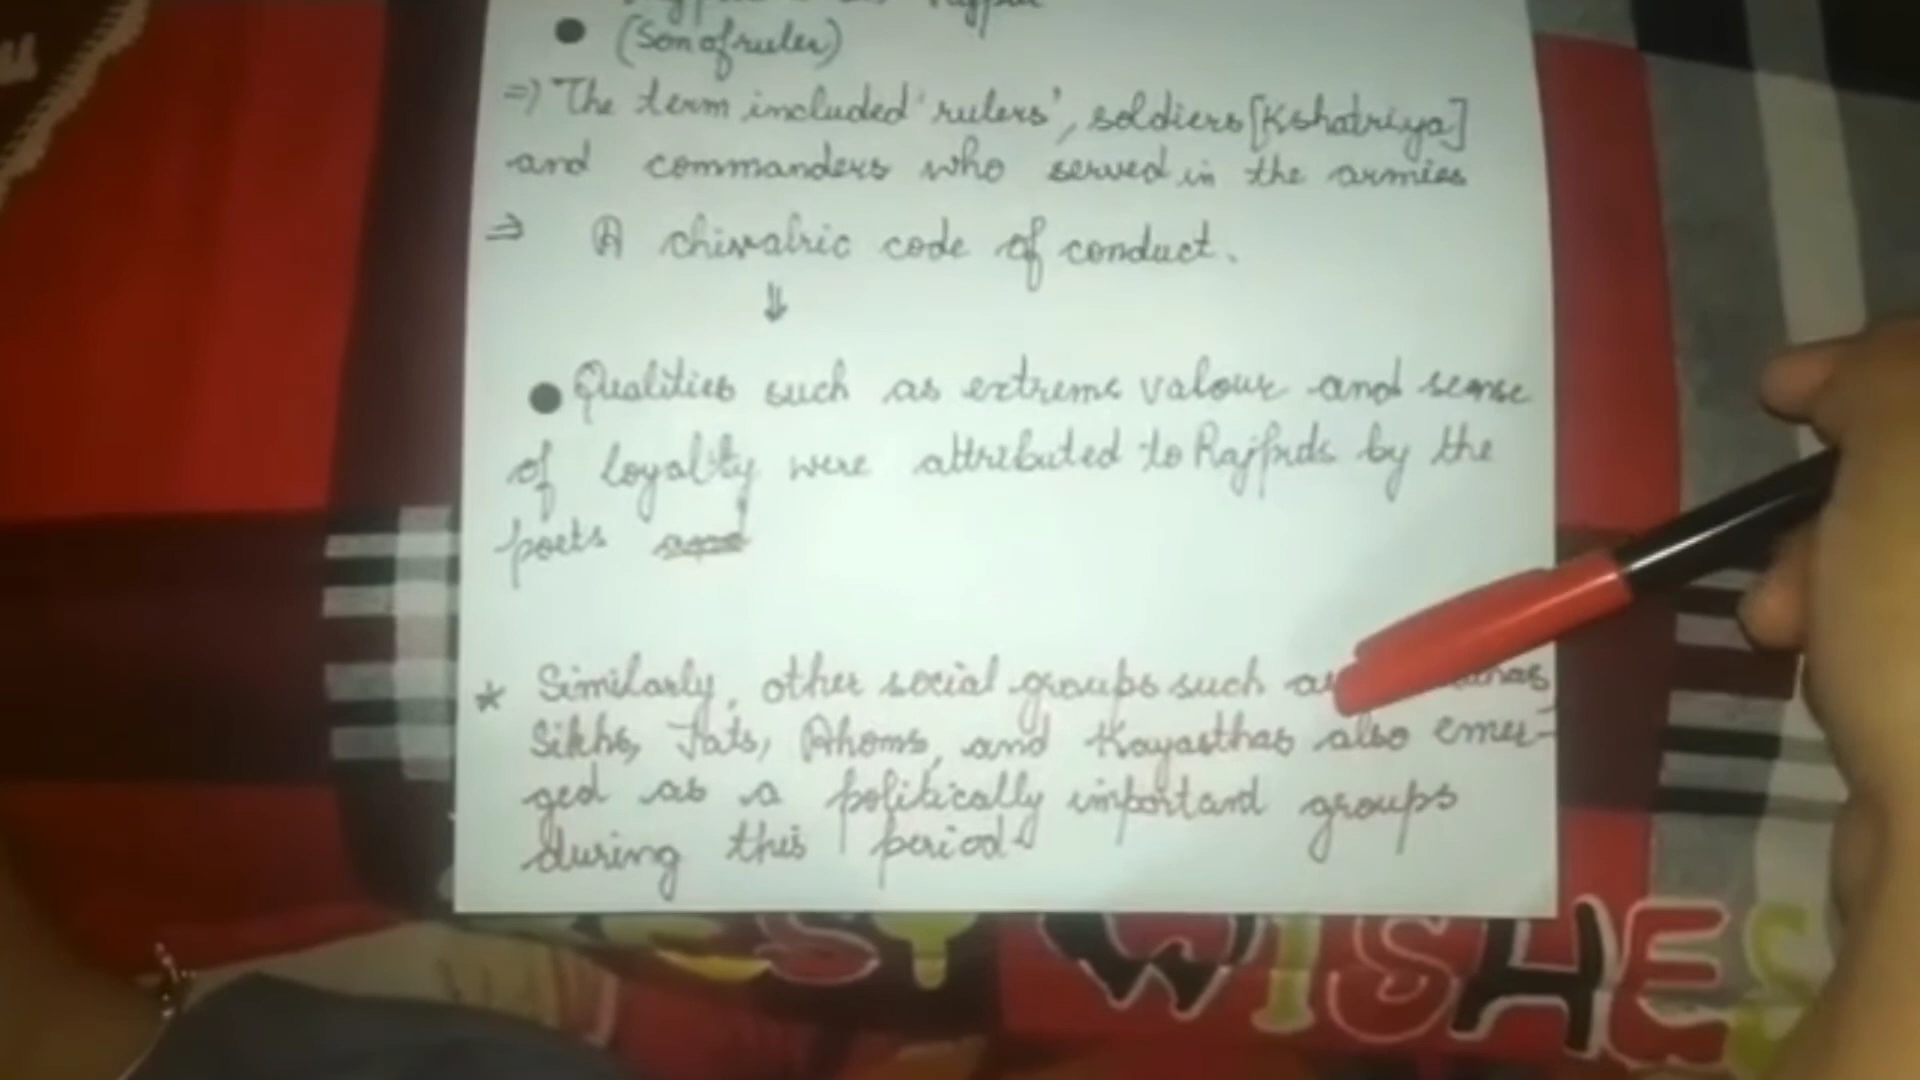 (Son of ruler)
=> The term included 'rulers', soldiers [Kshatriya]
and commanders who served in the armies
⇒ A chivalric code of conduct.
⇓
● Qualities such as extreme valour and sense
of loyalty were attributed to Rajputs by the
poets and
* Similarly, other social groups such as
Sikhs, Jats, Ahoms, and Kayasthas also emer-
ged as a politically important groups
during this period.
WISHES